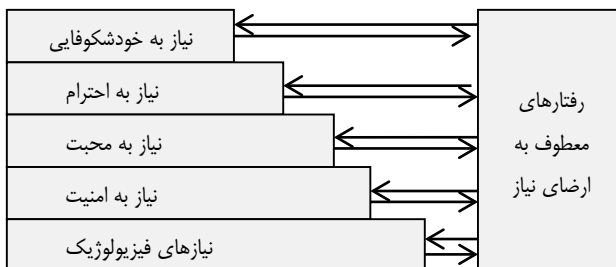 نیاز به خودشکوفایی
نیاز به احترام
نیاز به محبت
نیاز به امنیت
نیازهای فیزیولوژیک
رفتارهای
معطوف به
ارضای نیاز